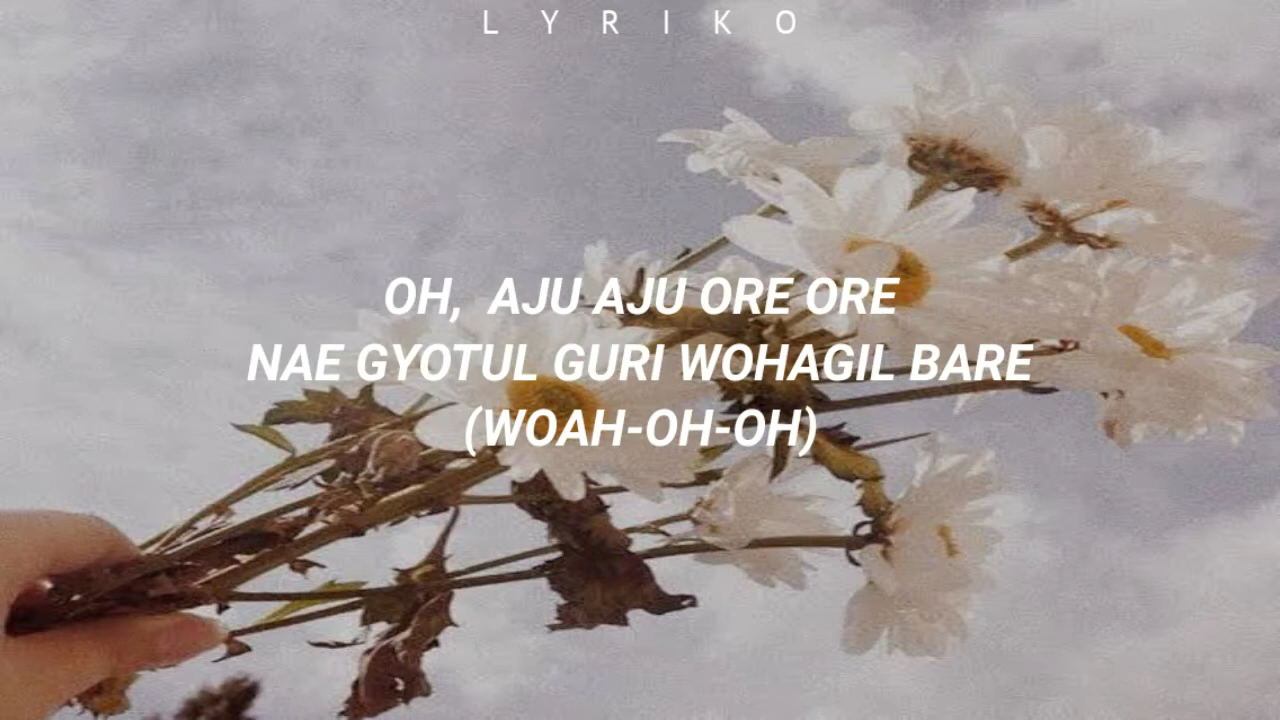 L Y R I K O
OH, AJU AJU ORE ORE
NAE GYOTUL GURI WOHAGIL BARE
(WOAH-OH-OH)